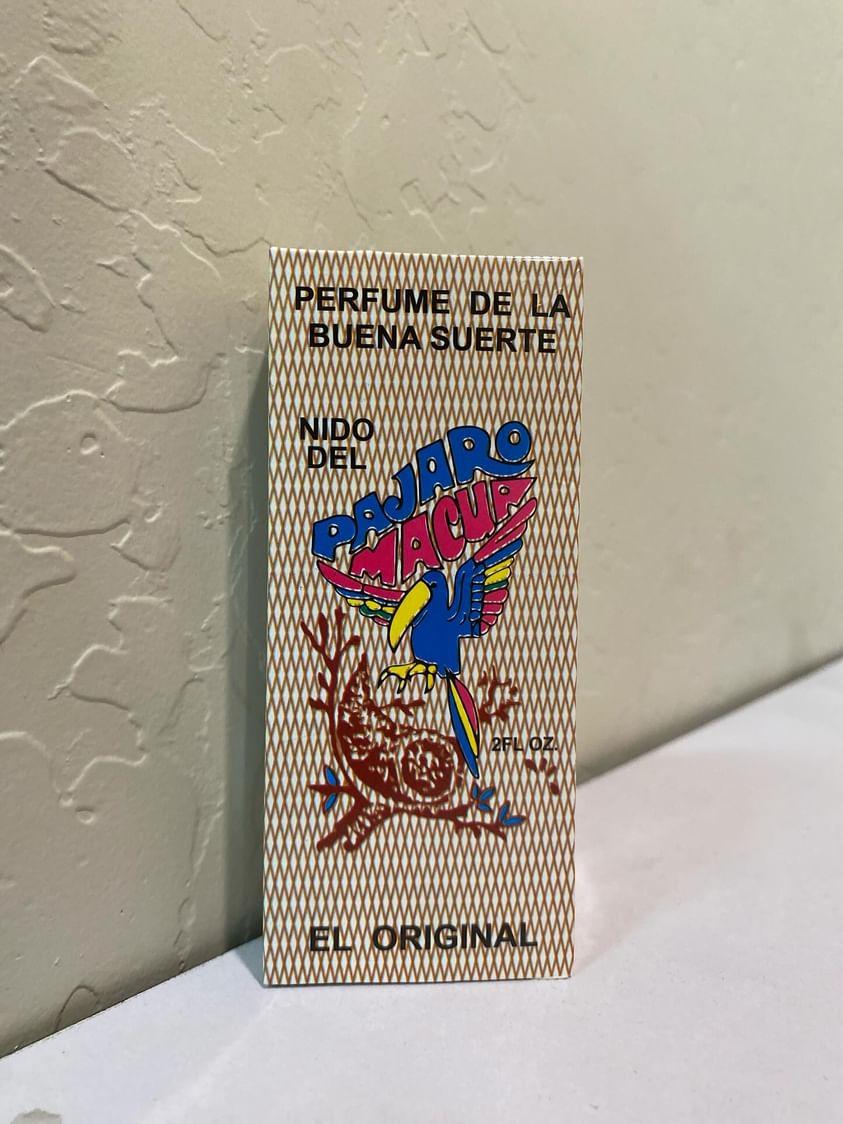 PERFUME DE LA
BUENA SUERTE
NIDO
DEL
PAJARO
MACUA
2FL OZ.
EL ORIGINAL